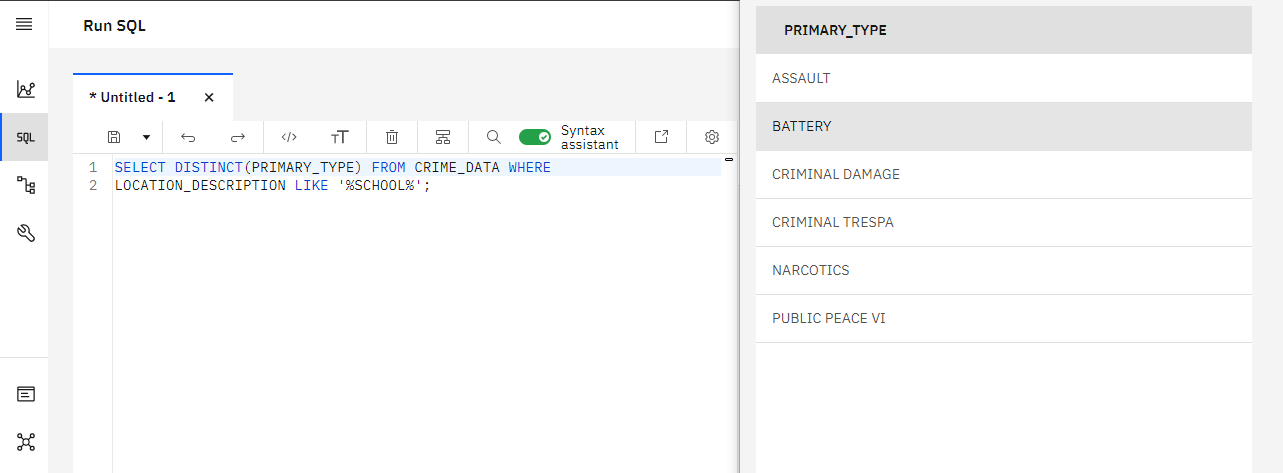 Run SQL
* Untitled - 1
SQL
Syntax
assistant
1 SELECT DISTINCT(PRIMARY_TYPE) FROM CRIME_DATA WHERE
2 LOCATION_DESCRIPTION LIKE '%SCHOOL%';
PRIMARY_TYPE
ASSAULT
BATTERY
CRIMINAL DAMAGE
CRIMINAL TRESPA
NARCOTICS
PUBLIC PEACE VI